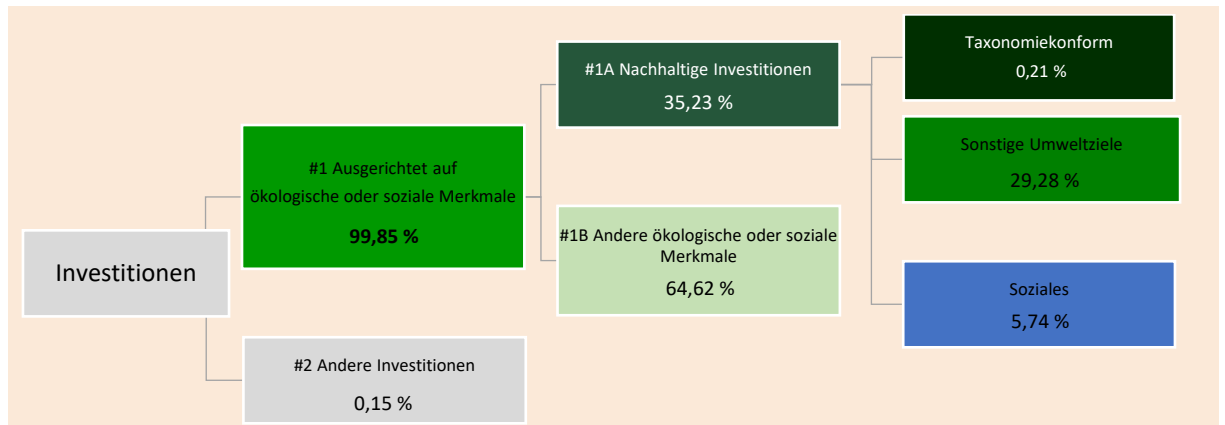 Investitionen
#1 Ausgerichtet auf
ökologische oder soziale Merkmale
99,85 %
#2 Andere Investitionen
0,15 %
#1A Nachhaltige Investitionen
35,23 %
#1B Andere ökologische oder soziale
Merkmale
64,62 %
Taxonomiekonform
0,21 %
Sonstige Umweltziele
29,28 %
Soziales
5,74 %